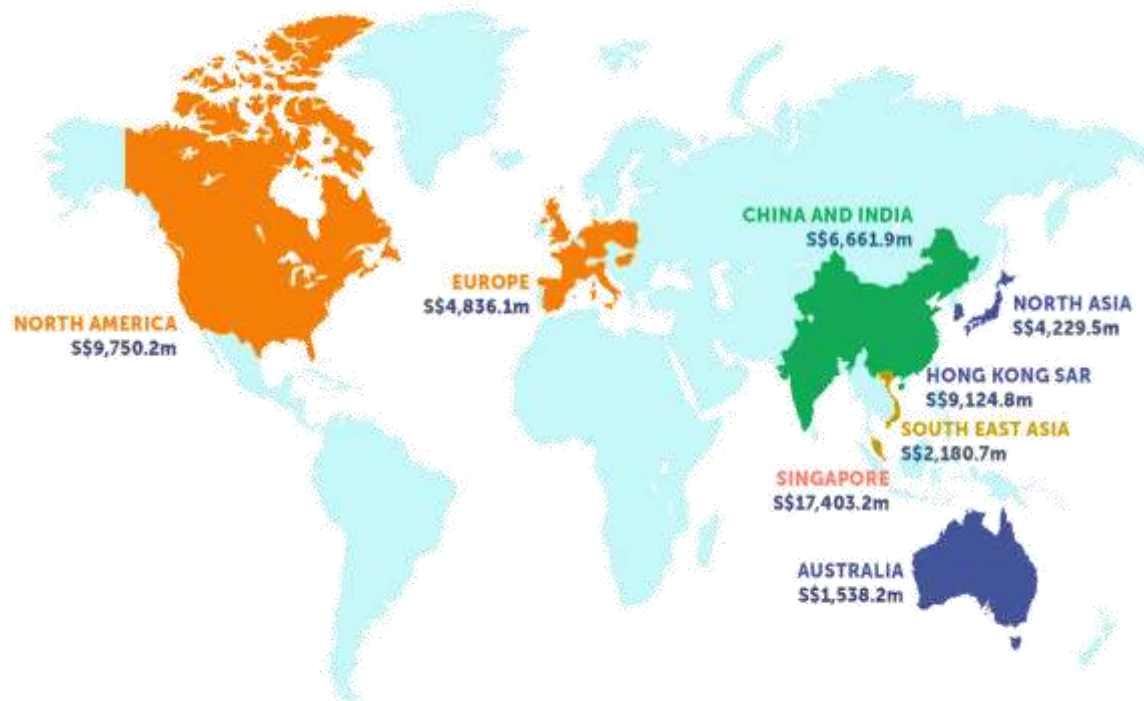 CHINA AND INDIA
S$6,661.9m
EUROPE
S$4,836.1m
NORTH ASIA
S$4,229.5m
NORTH AMERICA
S$9,750.2m
HONG KONG SAR
S$9,124.8m
SOUTH EAST ASIA
S$2,180.7m
SINGAPORE
S$17,403.2m
AUSTRALIA
S$1,538.2m